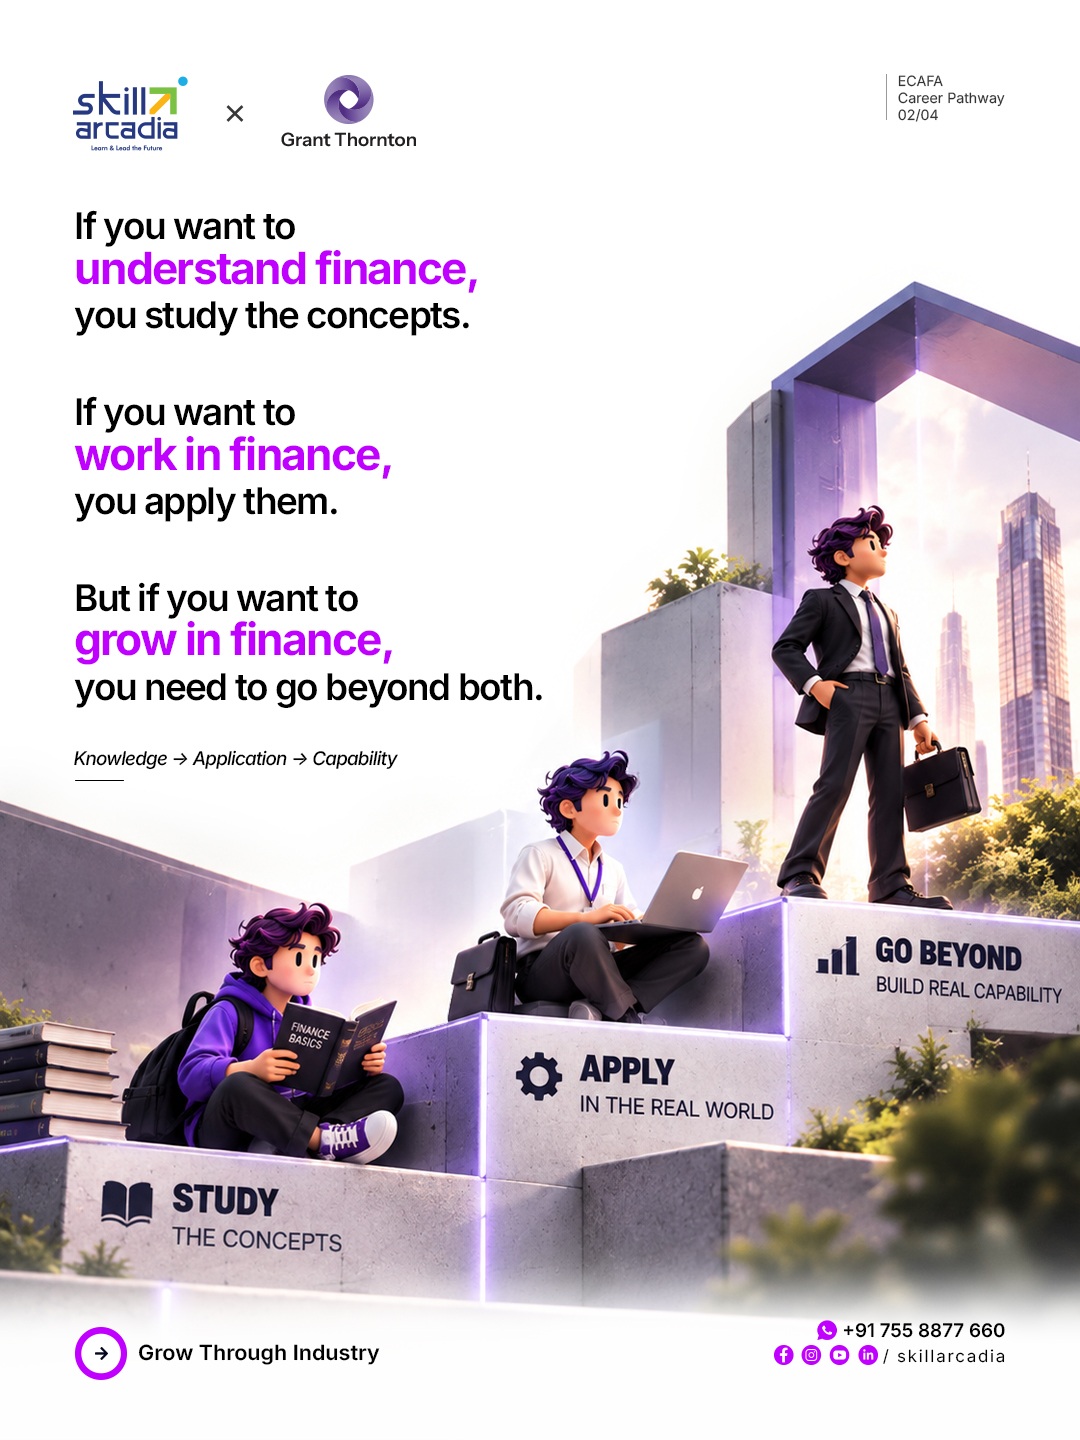 skill
arcadia
Learn & Lead the Future
×
Grant Thornton
ECAFA
Career Pathway
02/04
If you want to
understand finance,
you study the concepts.
If you want to
work in finance,
you apply them.
But if you want to
grow in finance,
you need to go beyond both.
Knowledge → Application → Capability
GO BEYOND
BUILD REAL CAPABILITY
FINANCE
BASICS
APPLY
IN THE REAL WORLD
STUDY
THE CONCEPTS
Grow Through Industry
+91 755 8877 660
/ skillarcadia